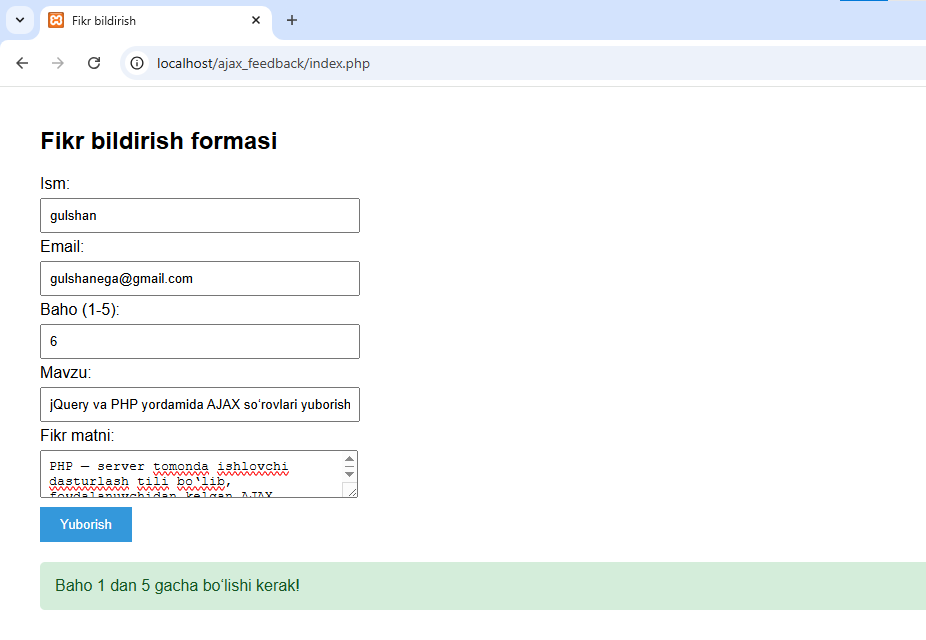 Fikr bildirish
localhost/ajax_feedback/index.php
Fikr bildirish formasi
Ism:
gulshan
Email:
gulshanega@gmail.com
Baho (1-5):
6
Mavzu:
jQuery va PHP yordamida AJAX so‘rovlari yuborish
Fikr matni:
PHP — server tomonda ishlovchi
dasturlash tili bo‘lib,
foydalanuvchidan kelgan AJAX
Yuborish
Baho 1 dan 5 gacha bo‘lishi kerak!